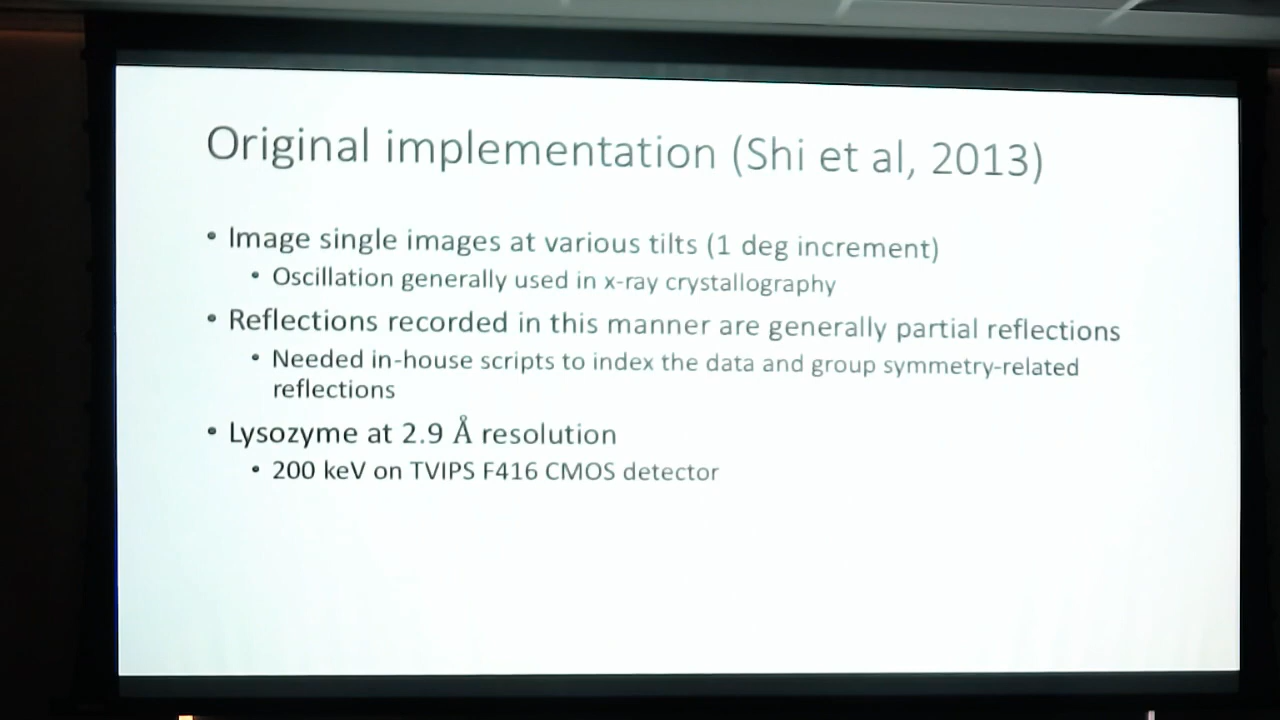 Original implementation (Shi et al, 2013)
• Image single images at various tilts (1 deg increment)
• Oscillation generally used in x-ray crystallography
• Reflections recorded in this manner are generally partial reflections
• Needed in-house scripts to index the data and group symmetry-related
reflections
• Lysozyme at 2.9 Å resolution
• 200 keV on TVIPS F416 CMOS detector